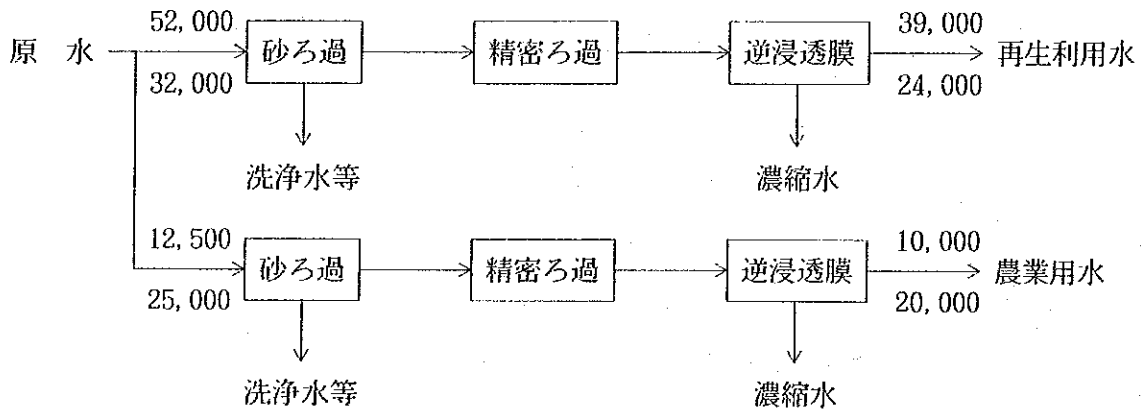 52,000 39,000
原 水 砂ろ過 精密ろ過 逆浸透膜 再生利用水
32,000 24,000
洗浄水等 濃縮水
12,500 10,000
砂ろ過 精密ろ過 逆浸透膜 農業用水
25,000 20,000
洗浄水等 濃縮水